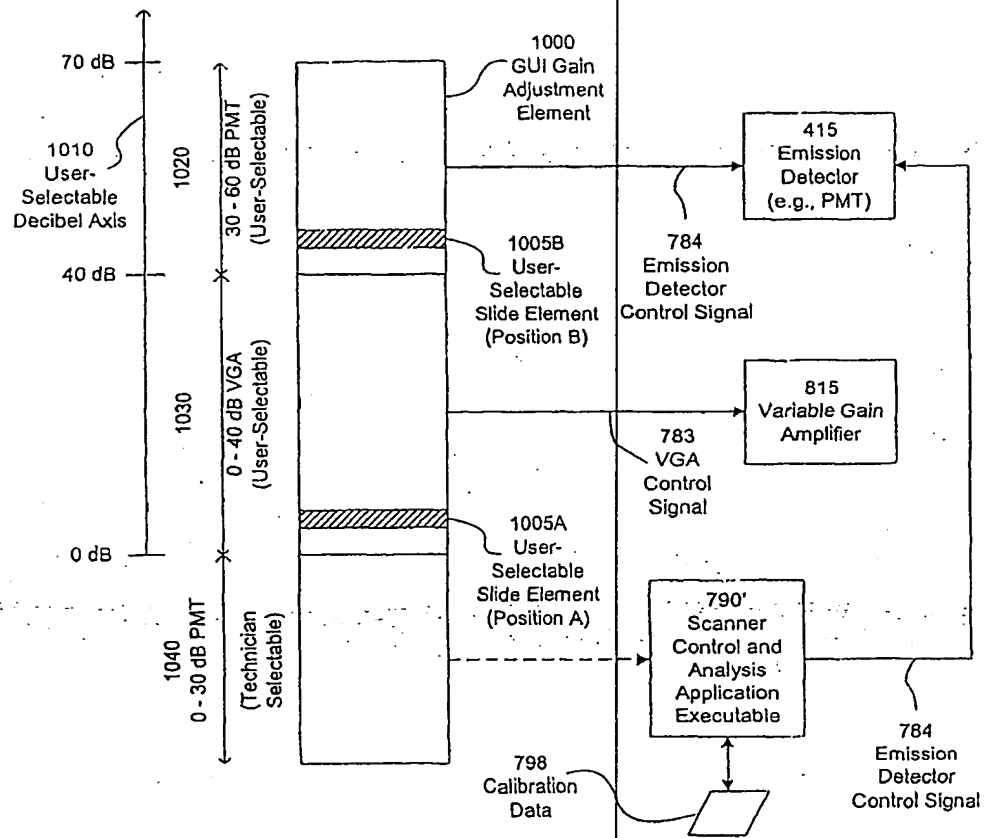 70 dB
1010
User-
Selectable
Decibel Axis
40 dB
0 dB
1020
30 - 60 dB PMT
(User-Selectable)
1030
0 - 40 dB VGA
(User-Selectable)
1040
0 - 30 dB PMT
(Technician
Selectable)
1000
GUI Gain
Adjustment
Element
1005B
User-
Selectable
Slide Element
(Position B)
1005A
User-
Selectable
Slide Element
(Position A)
415
Emission
Detector
(e.g., PMT)
784
Emission
Detector
Control Signal
815
Variable Gain
Amplifier
783
VGA
Control
Signal
790'
Scanner
Control and
Analysis
Application
Executable
784
Emission
Detector
Control Signal
798
Calibration
Data